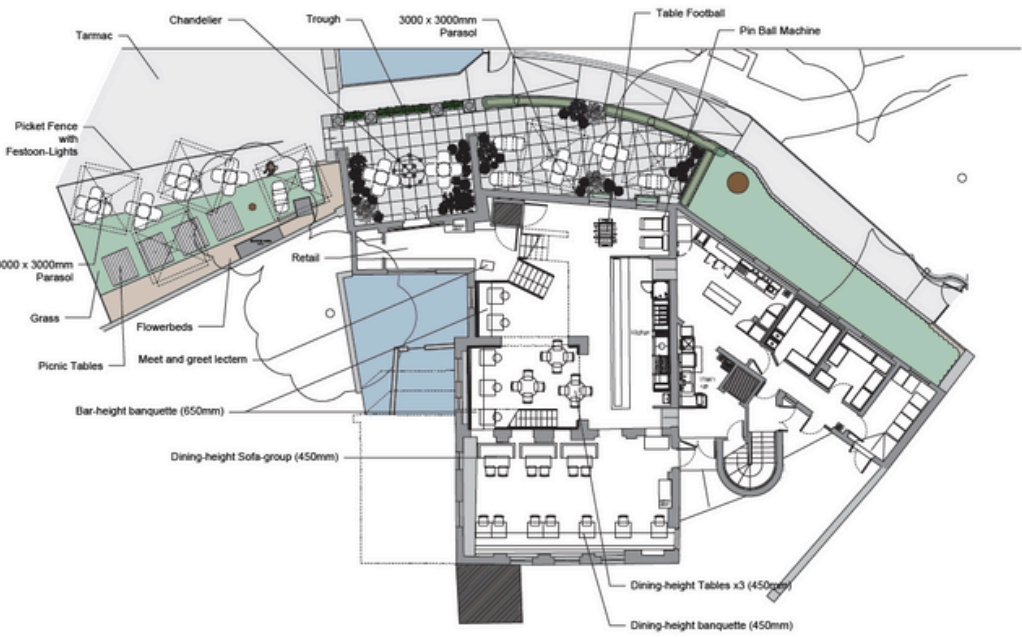 Chandelier
Trough
3000 x 3000mm
Parasol
Table Football
Pin Ball Machine
Tarmac
Picket Fence
with
Festoon-Lights
000 x 3000mm
Parasol
Retail
Grass
Flowerbeds
Picnic Tables
Meet and greet lectern
Bar-height banquette (650mm)
Dining-height Sofa-group (450mm)
Dining-height Tables x3 (450mm)
Dining-height banquette (450mm)